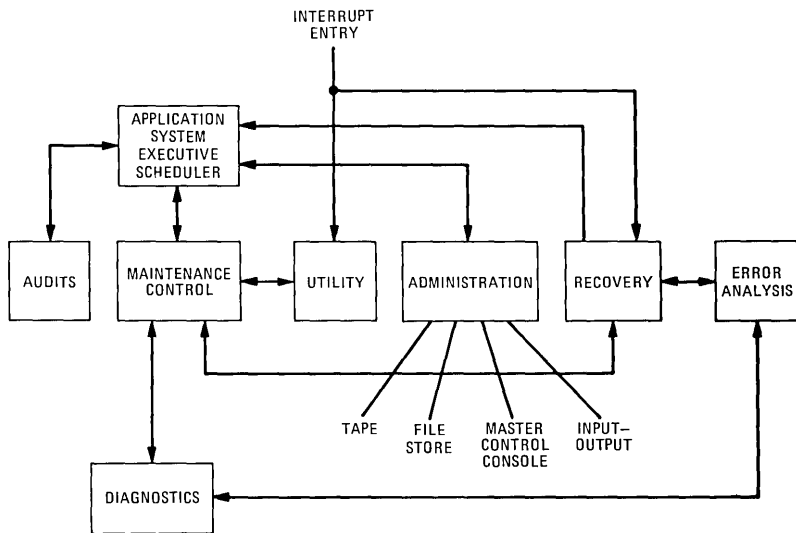 INTERRUPT
ENTRY
APPLICATION
SYSTEM
EXECUTIVE
SCHEDULER
AUDITS
MAINTENANCE
CONTROL
UTILITY
ADMINISTRATION
RECOVERY
ERROR
ANALYSIS
TAPE
FILE
STORE
MASTER
CONTROL
CONSOLE
INPUT–
OUTPUT
DIAGNOSTICS